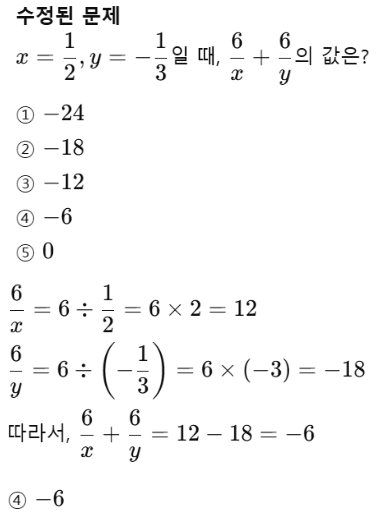 수정된 문제
x = 1/2, y = −1/3 일 때, 6/x + 6/y 의 값은?
① −24
② −18
③ −12
④ −6
⑤ 0
6/x = 6 ÷ 1/2 = 6 × 2 = 12
6/y = 6 ÷ (−1/3) = 6 × (−3) = −18
따라서, 6/x + 6/y = 12 − 18 = −6
④ −6